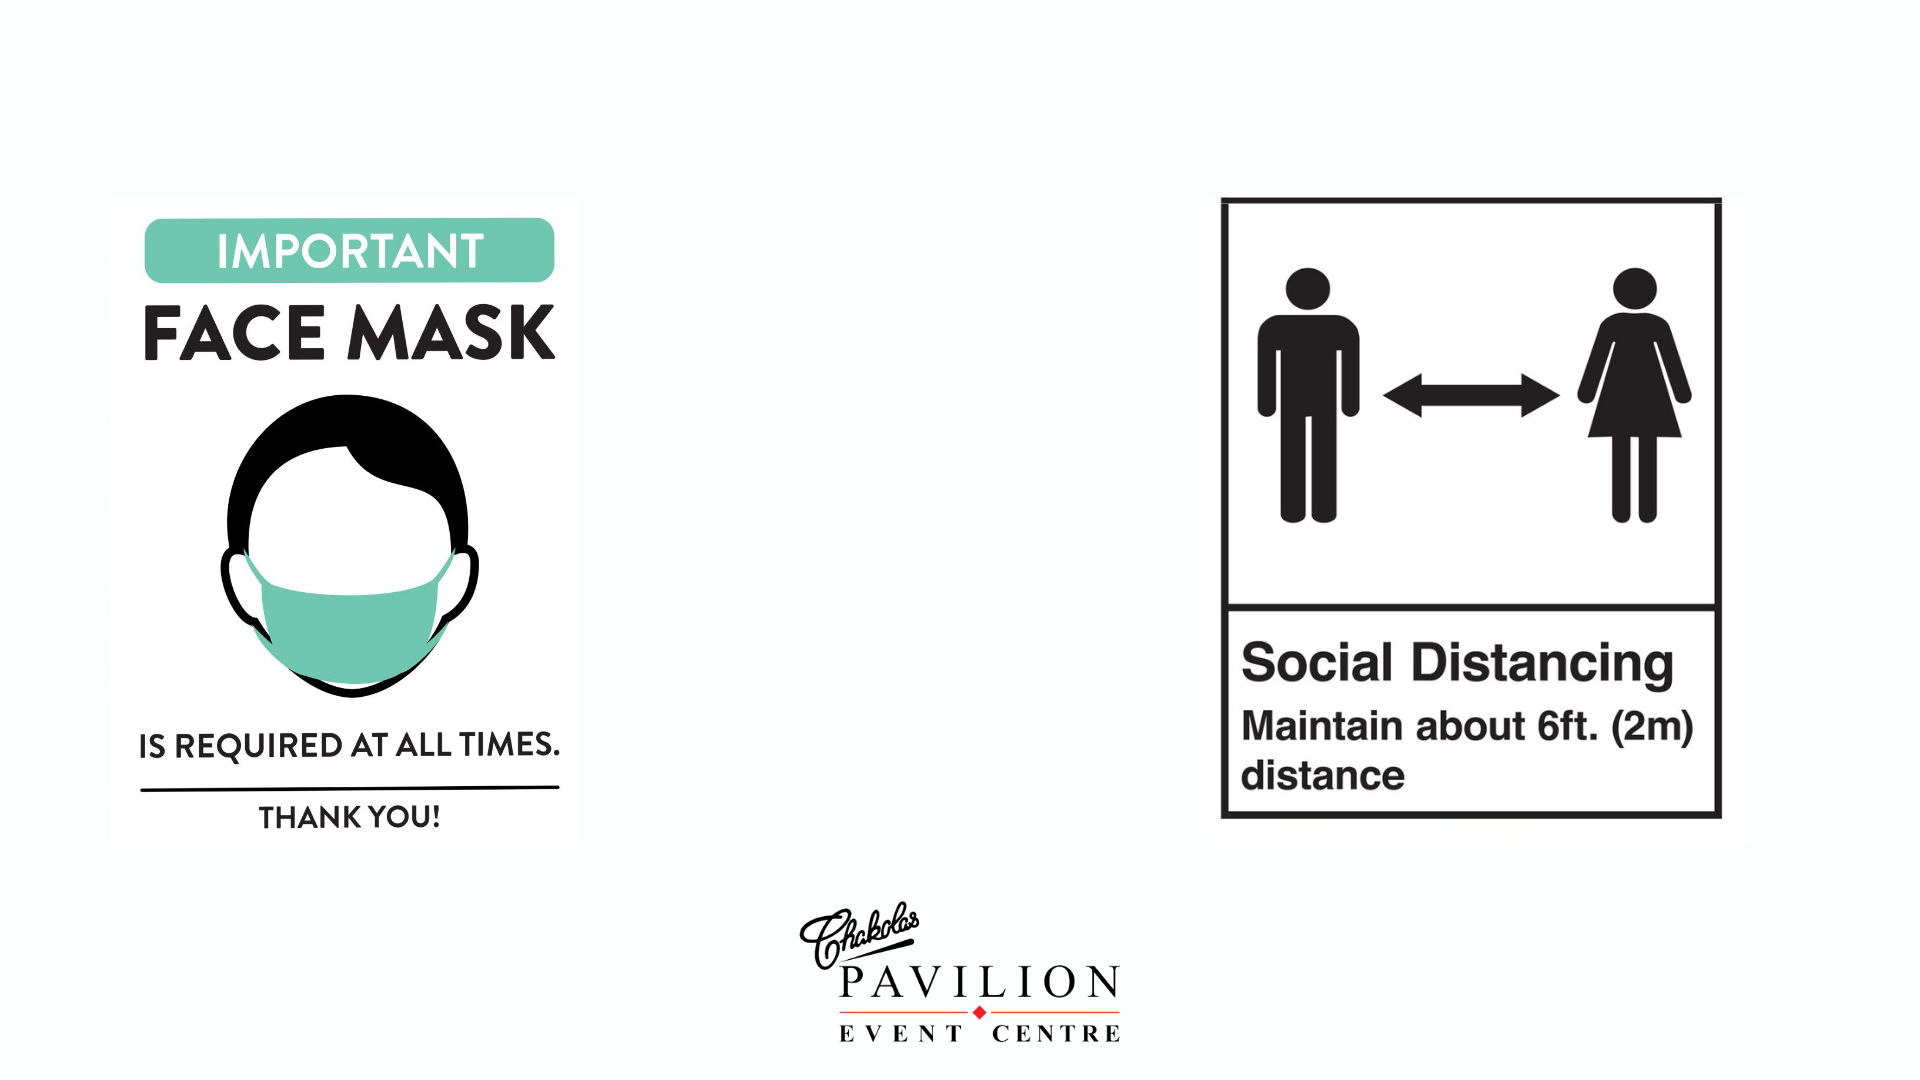 IMPORTANT
FACE MASK
IS REQUIRED AT ALL TIMES.
THANK YOU!
Social Distancing
Maintain about 6ft. (2m)
distance
Chakolas
PAVILION
EVENT CENTRE